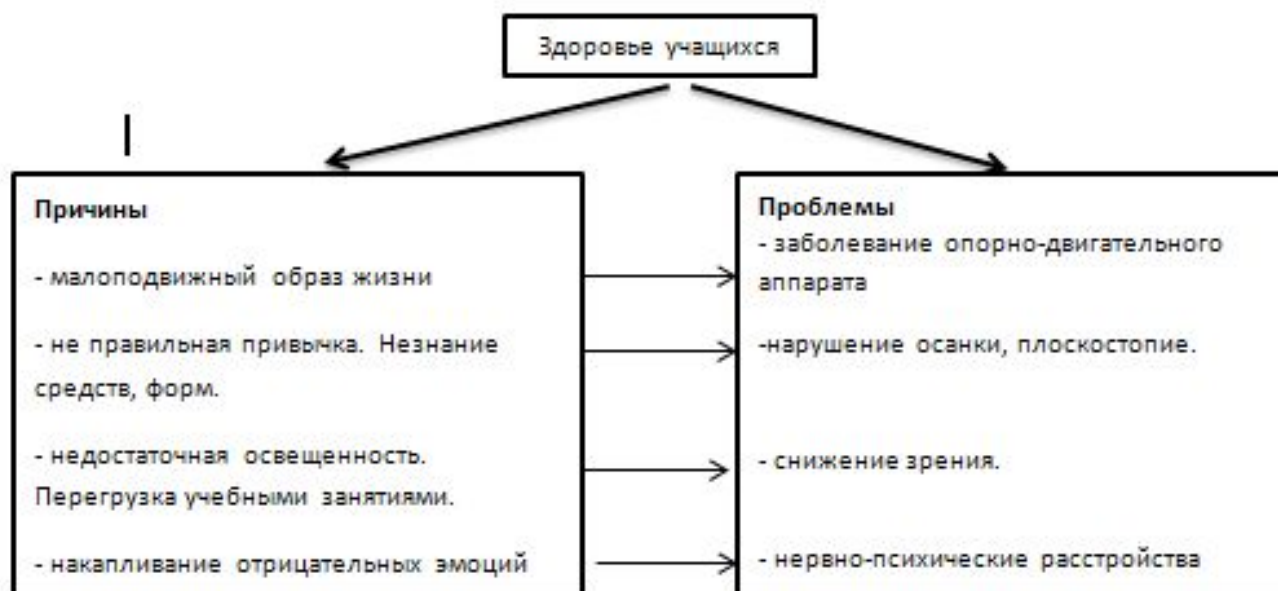 Здоровье учащихся
Причины
- малоподвижный образ жизни
- не правильная привычка. Незнание
средств, форм.
- недостаточная освещенность.
Перегрузка учебными занятиями.
- накапливание отрицательных эмоций
Проблемы
- заболевание опорно-двигательного
аппарата
-нарушение осанки, плоскостопие.
- снижение зрения.
- нервно-психические расстройства